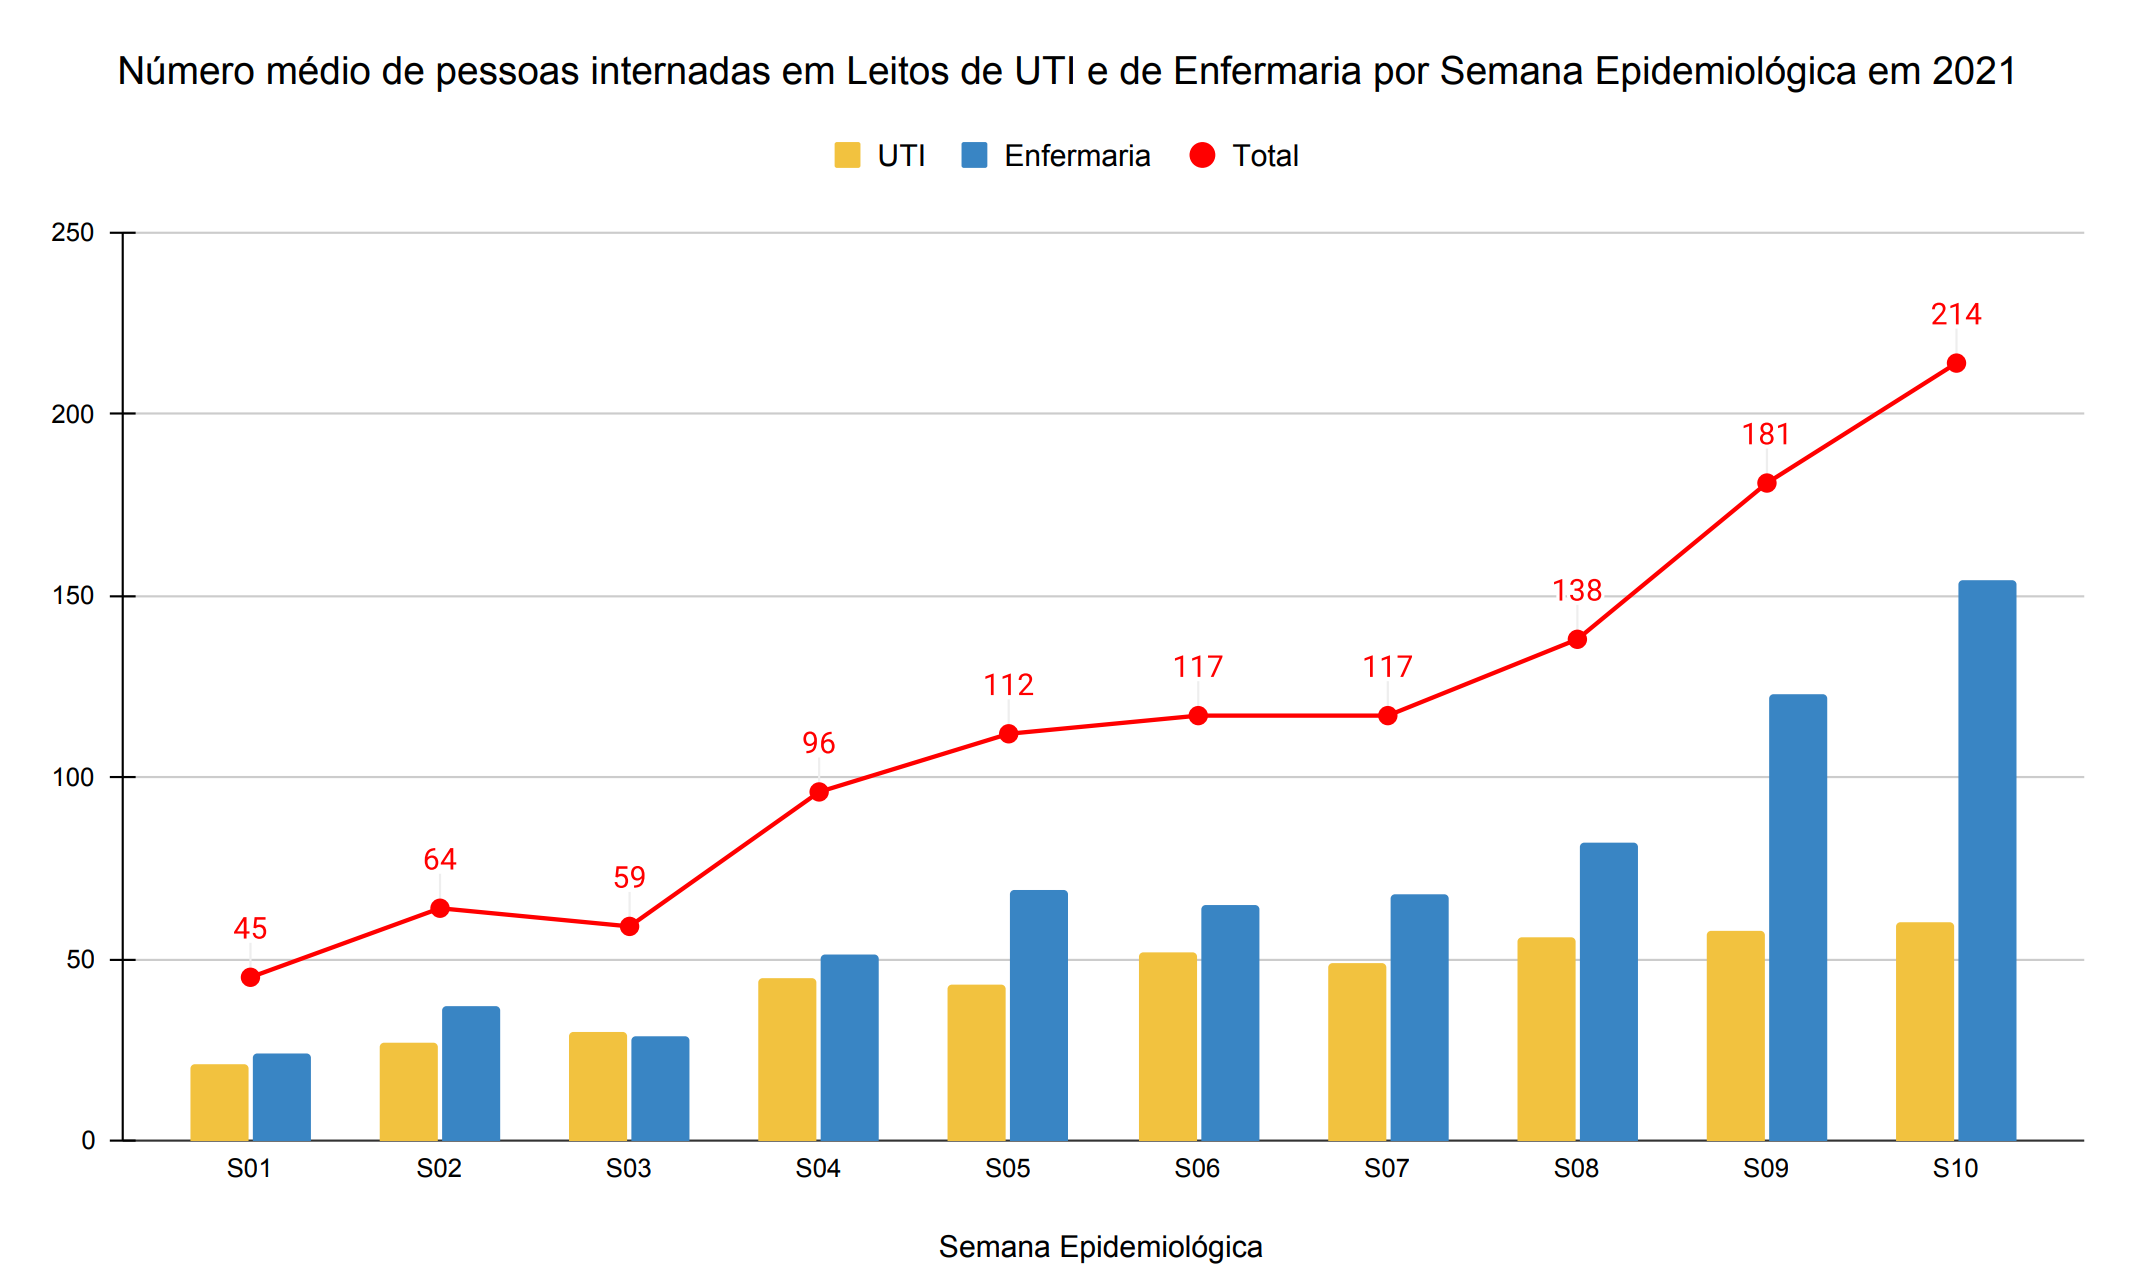 Número médio de pessoas internadas em Leitos de UTI e de Enfermaria por Semana Epidemiológica em 2021
UTI Enfermaria Total
250
200
150
100
50
0
45 64 59 96 112 117 117 138 181 214
S01 S02 S03 S04 S05 S06 S07 S08 S09 S10
Semana Epidemiológica